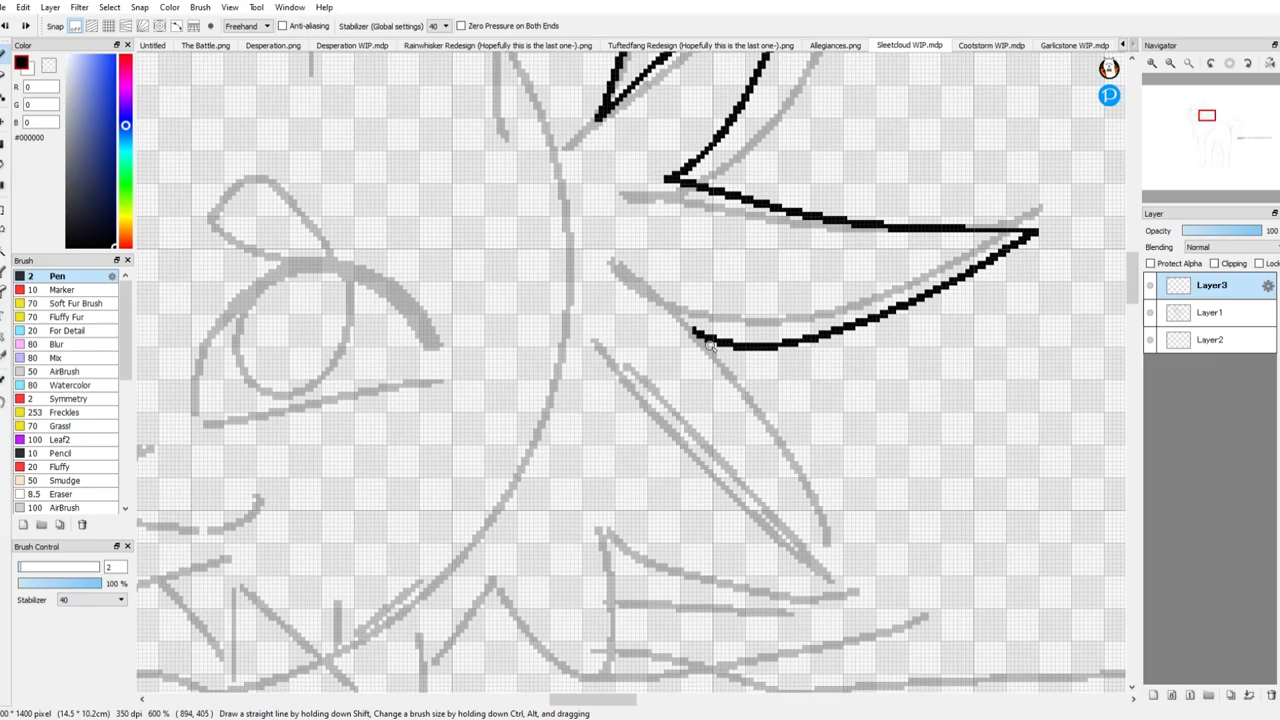 Edit Layer Filter Select Snap Color Brush Tool Window Help
Snap off Freehand Anti-aliasing Stabilizer (Global settings) 40 Zero Pressure on Both Ends
Untitled The Battle.png Desperation.png Desperation WIP.mdp Rainwhisker Redesign (Hopefully this is the last one-).png Tuftedfang Redesign (Hopefully this is the last one-).png Allegiances.png Sleetcloud WIP.mdp Cootstorm WIP.mdp Garlicstone WP.mdp
Color
R 0
G 0
B 0
#000000
Brush
2 Pen
10 Marker
70 Soft Fur Brush
70 Fluffy Fur
20 For Detail
80 Blur
80 Mix
50 AirBrush
80 Watercolor
2 Symmetry
253 Freckles
70 Grass!
100 Leaf2
10 Pencil
20 Fluffy
50 Smudge
8.5 Eraser
100 AirBrush
Brush Control
2
100 %
Stabilizer 40
Navigator
Layer
Opacity 100
Blending Normal
Protect Alpha Clipping Lock
Layer3
Layer1
Layer2
00 * 1400 pixel (14.5 * 10.2cm) 350 dpi 600 % ( 894, 405 ) Draw a straight line by holding down Shift, Change a brush size by holding down Ctrl, Alt, and dragging